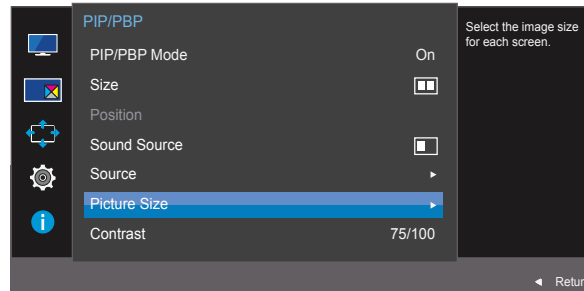 PIP/PBP
PIP/PBP Mode On
Size
Position
Sound Source
Source
Picture Size
Contrast 75/100
Select the image size
for each screen.
Retur